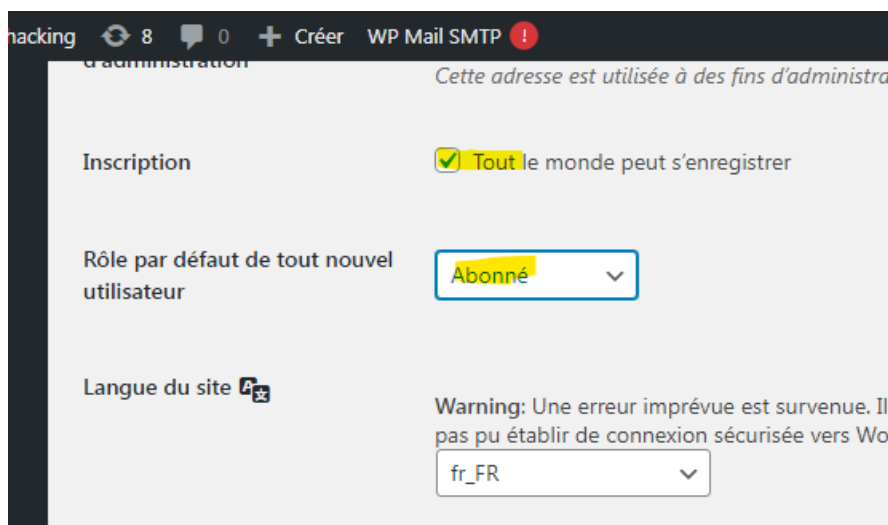 hacking 8 0 Créer WP Mail SMTP !
d'administration
Cette adresse est utilisée à des fins d'administra
Inscription
Tout le monde peut s'enregistrer
Rôle par défaut de tout nouvel
utilisateur
Abonné
Langue du site
Warning: Une erreur imprévue est survenue. Il
pas pu établir de connexion sécurisée vers Wo
fr_FR